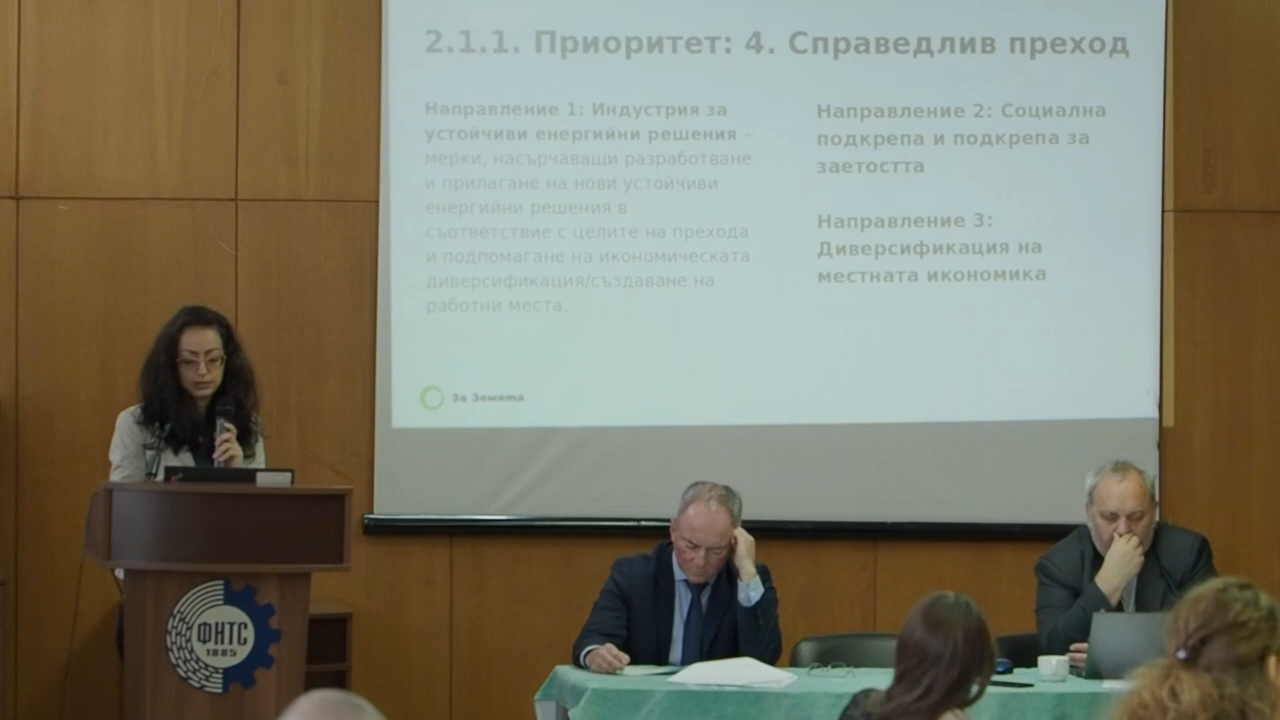 2.1.1. Приоритет: 4. Справедлив преход
Направление 1: Индустрия за
устойчиви енергийни решения –
мерки, насърчаващи разработване
и прилагане на нови устойчиви
енергийни решения в
съответствие с целите на прехода
и подпомагане на икономическата
диверсификация/създаване на
работни места.
Направление 2: Социална
подкрепа и подкрепа за
заетостта
Направление 3:
Диверсификация на
местната икономика
За Земята
ФНТС
1885